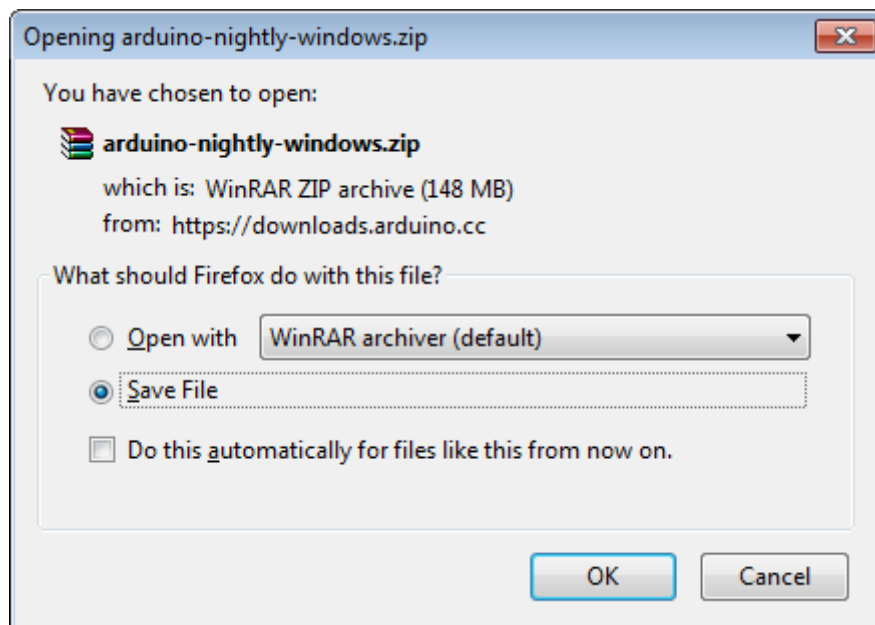 Opening arduino-nightly-windows.zip
You have chosen to open:
arduino-nightly-windows.zip
which is: WinRAR ZIP archive (148 MB)
from: https://downloads.arduino.cc
What should Firefox do with this file?
Open with WinRAR archiver (default)
Save File
Do this automatically for files like this from now on.
OK Cancel